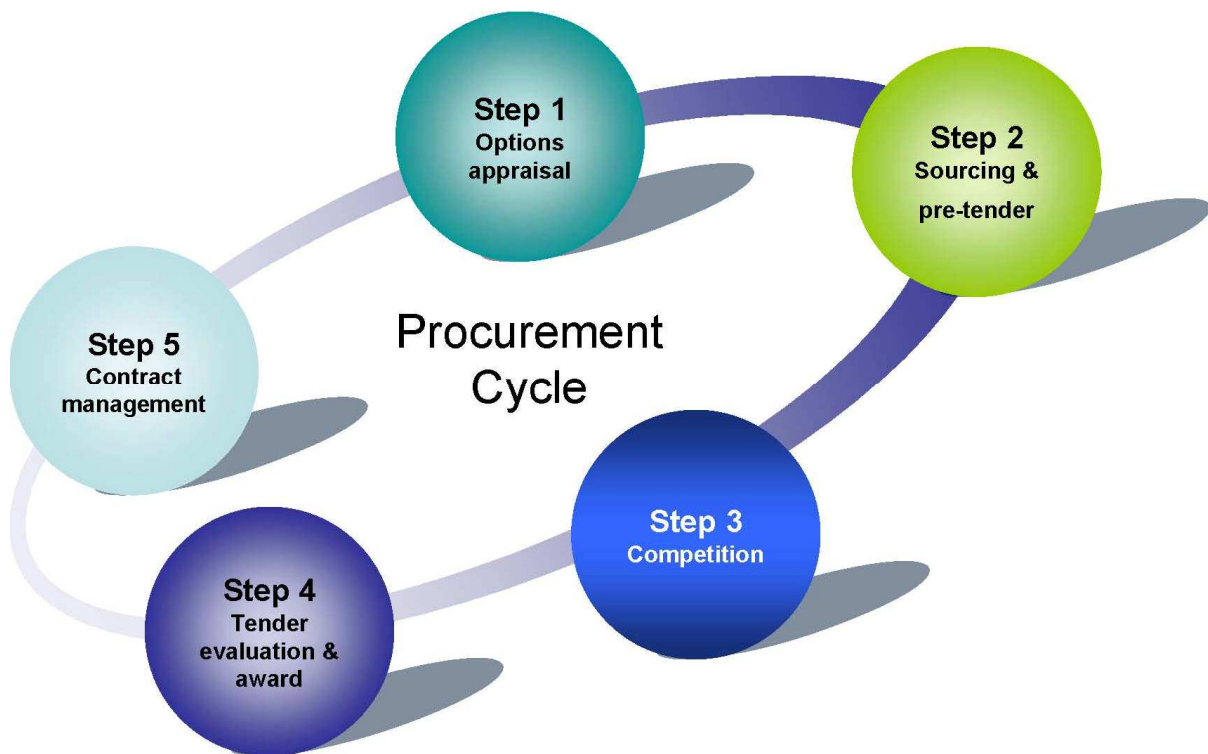 Procurement
Cycle
Step 1
Options
appraisal
Step 2
Sourcing &
pre-tender
Step 3
Competition
Step 4
Tender
evaluation &
award
Step 5
Contract
management